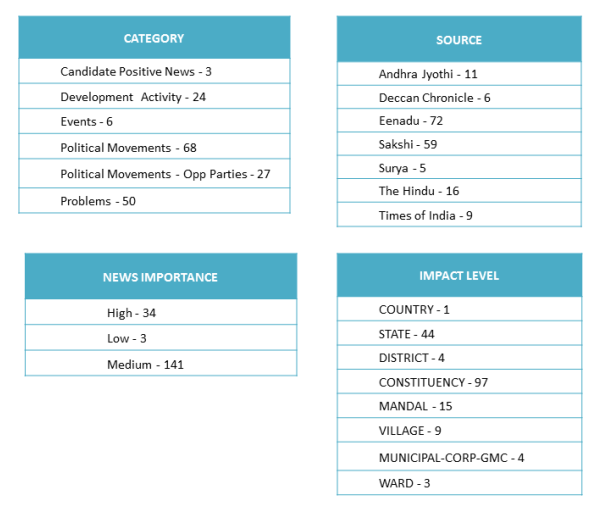 CATEGORY
Candidate Positive News - 3
Development Activity - 24
Events - 6
Political Movements - 68
Political Movements - Opp Parties - 27
Problems - 50
SOURCE
Andhra Jyothi - 11
Deccan Chronicle - 6
Eenadu - 72
Sakshi - 59
Surya - 5
The Hindu - 16
Times of India - 9
NEWS IMPORTANCE
High - 34
Low - 3
Medium - 141
IMPACT LEVEL
COUNTRY - 1
STATE - 44
DISTRICT - 4
CONSTITUENCY - 97
MANDAL - 15
VILLAGE - 9
MUNICIPAL-CORP-GMC - 4
WARD - 3